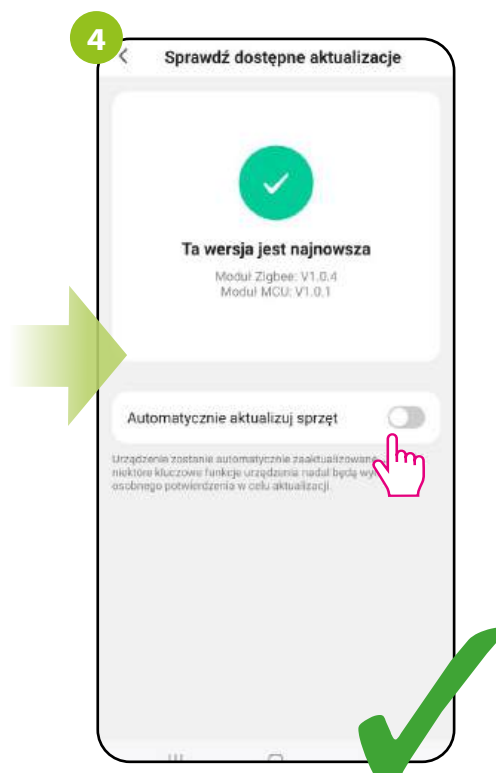 4
Sprawdź dostępne aktualizacje
Ta wersja jest najnowsza
Moduł Zigbee: V1.0.4
Moduł MCU: V1.0.1
Automatycznie aktualizuj sprzęt
Urządzenie zostanie automatycznie zaaktualizowane
niektóre kluczowe funkcje urządzenia nadal będą
osobnego potwierdzenia w celu aktualizacji.